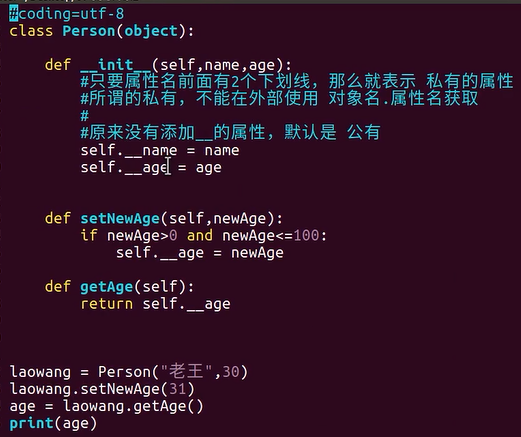 #coding=utf-8
class Person(object):
def __init__(self,name,age):
#只要属性名前面有2个下划线，那么就表示 私有的属性
#所谓的私有，不能在外部使用 对象名.属性名获取
#
#原来没有添加__的属性，默认是 公有
self.__name = name
self.__age = age
def setNewAge(self,newAge):
if newAge>0 and newAge<=100:
self.__age = newAge
def getAge(self):
return self.__age
laowang = Person("老王",30)
laowang.setNewAge(31)
age = laowang.getAge()
print(age)